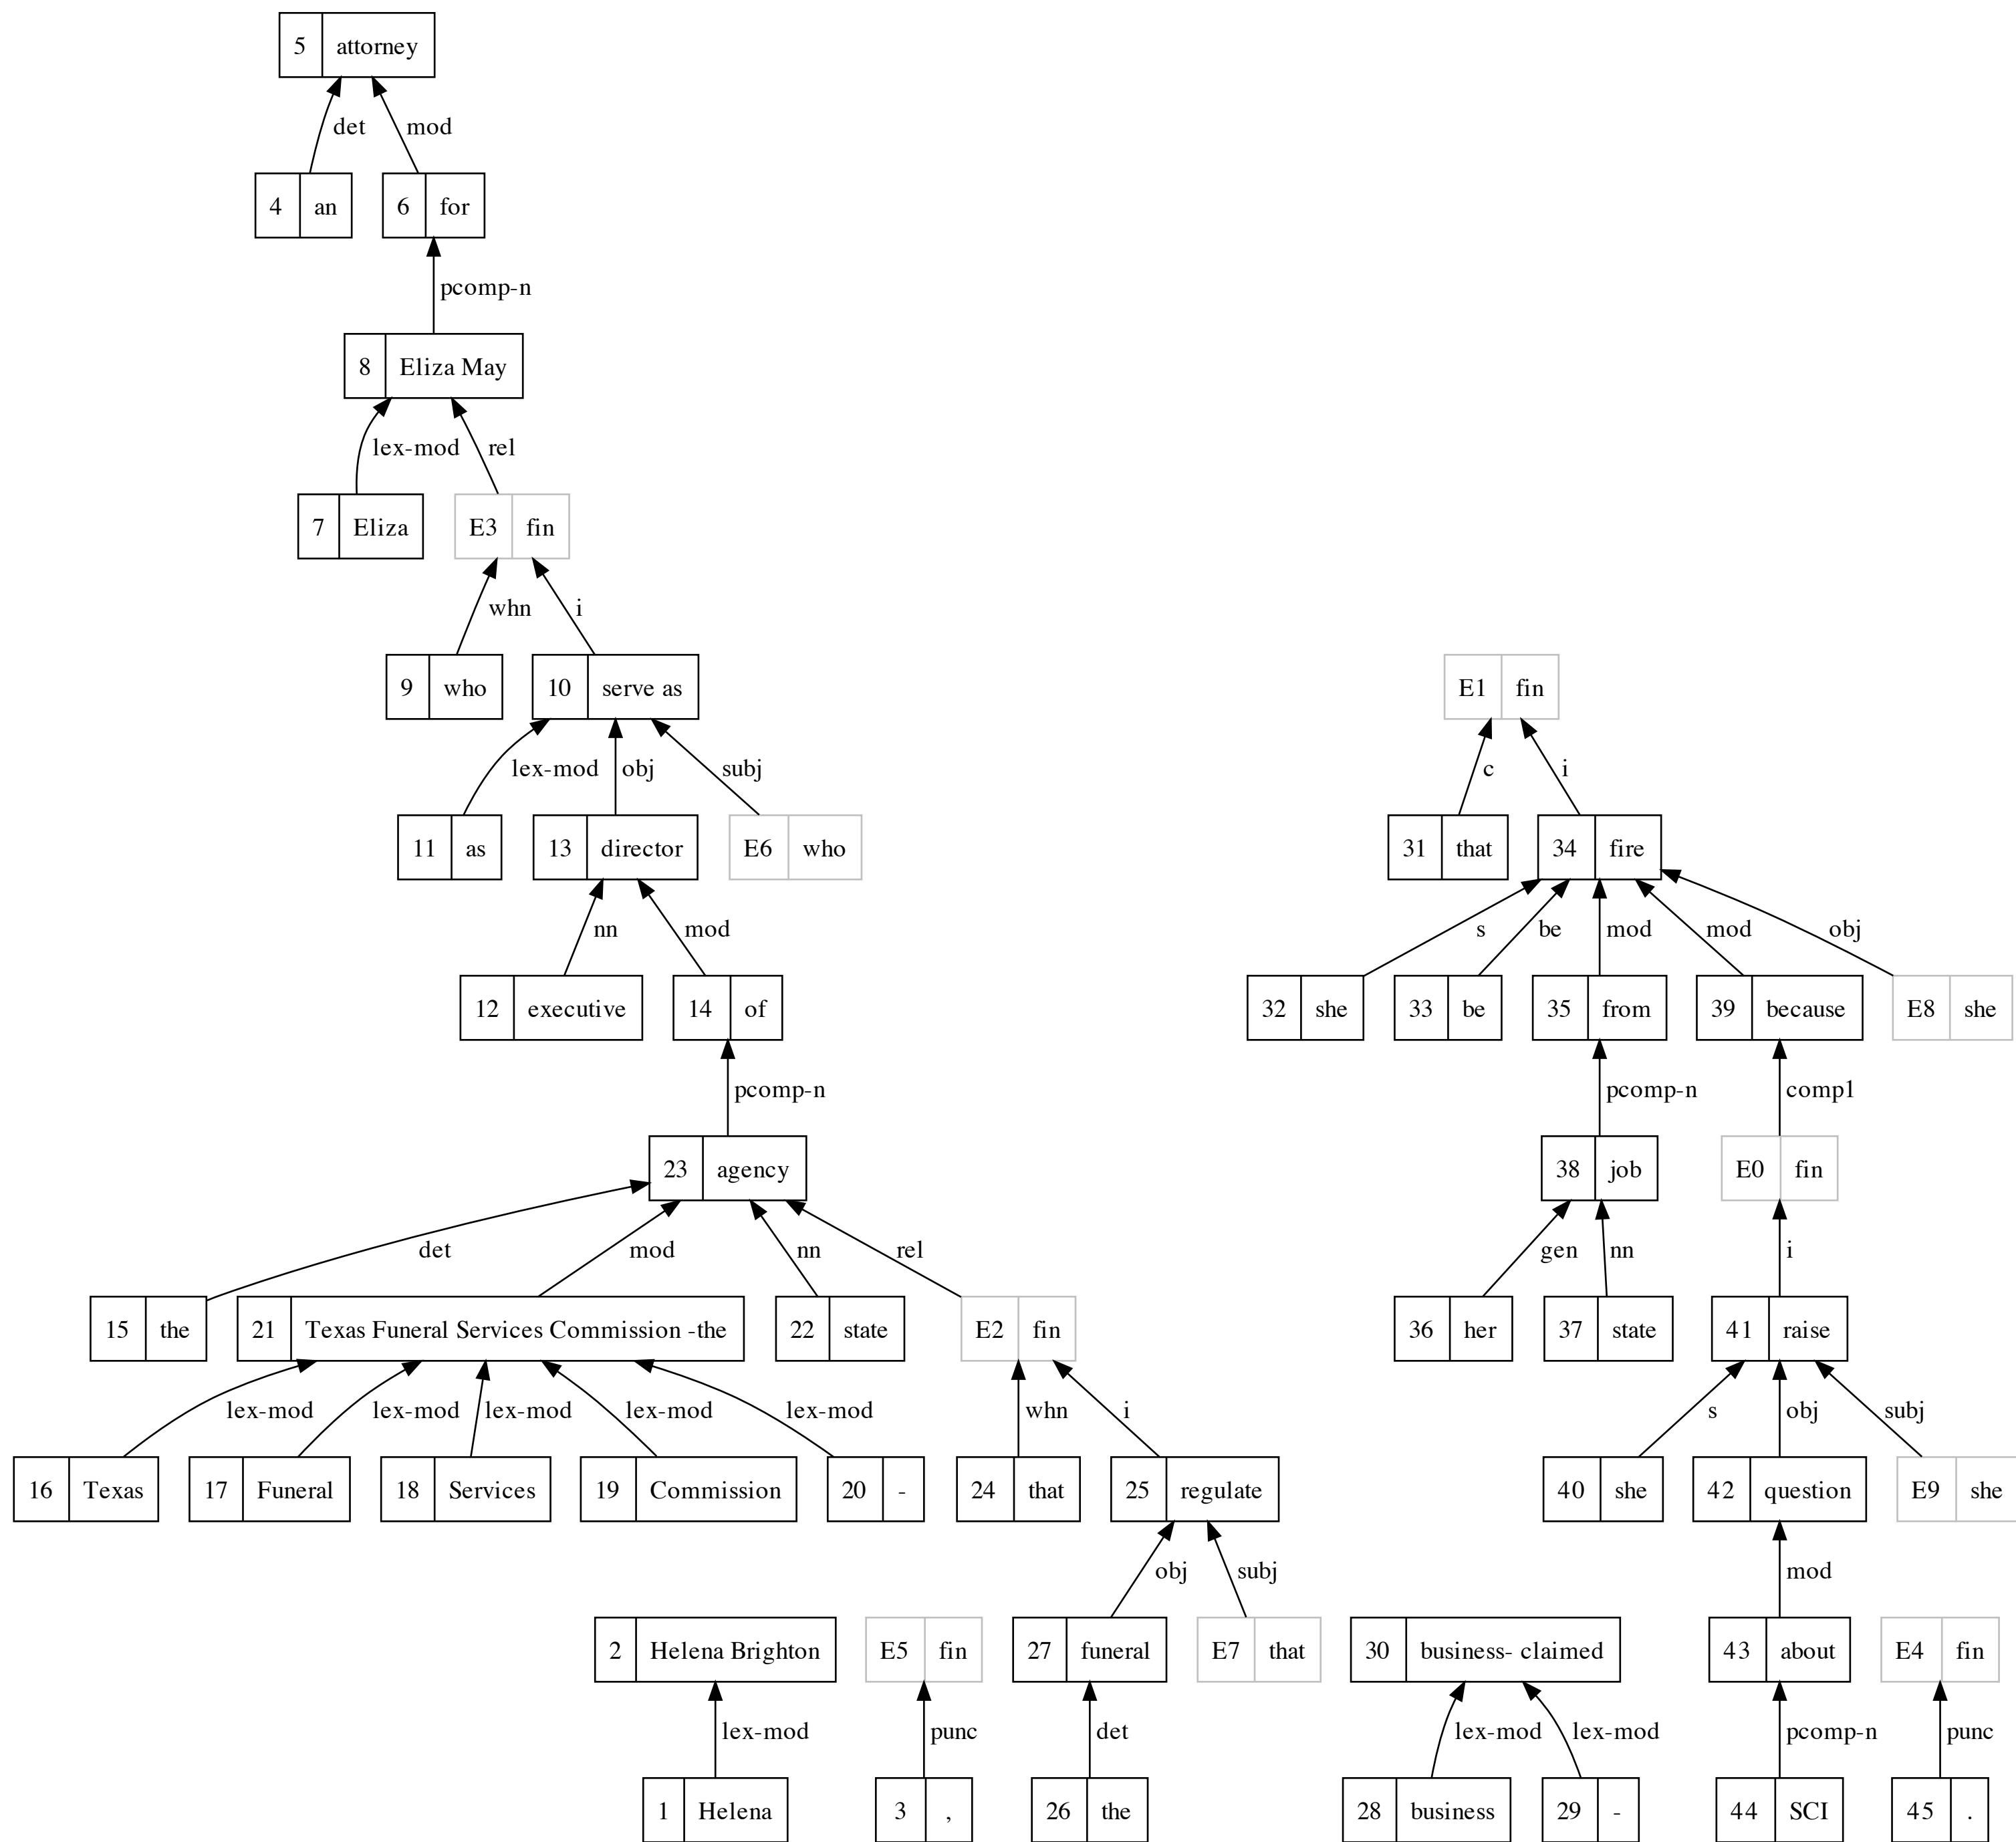 5 attorney
det mod
4 an 6 for
pcomp-n
8 Eliza May
lex-mod rel
7 Eliza E3 fin
whn i
9 who 10 serve as E1 fin
lex-mod obj subj c i
11 as 13 director E6 who 31 that 34 fire
nn mod s be mod mod obj
12 executive 14 of 32 she 33 be 35 from 39 because E8 she
pcomp-n pcomp-n comp1
23 agency 38 job E0 fin
det mod nn rel gen nn i
15 the 21 Texas Funeral Services Commission -the 22 state E2 fin 36 her 37 state 41 raise
lex-mod lex-mod lex-mod lex-mod lex-mod whn i s obj subj
16 Texas 17 Funeral 18 Services 19 Commission 20 - 24 that 25 regulate 40 she 42 question E9 she
obj subj mod
2 Helena Brighton E5 fin 27 funeral E7 that 30 business- claimed 43 about E4 fin
lex-mod punc det lex-mod lex-mod pcomp-n punc
1 Helena 3 , 26 the 28 business 29 - 44 SCI 45 .